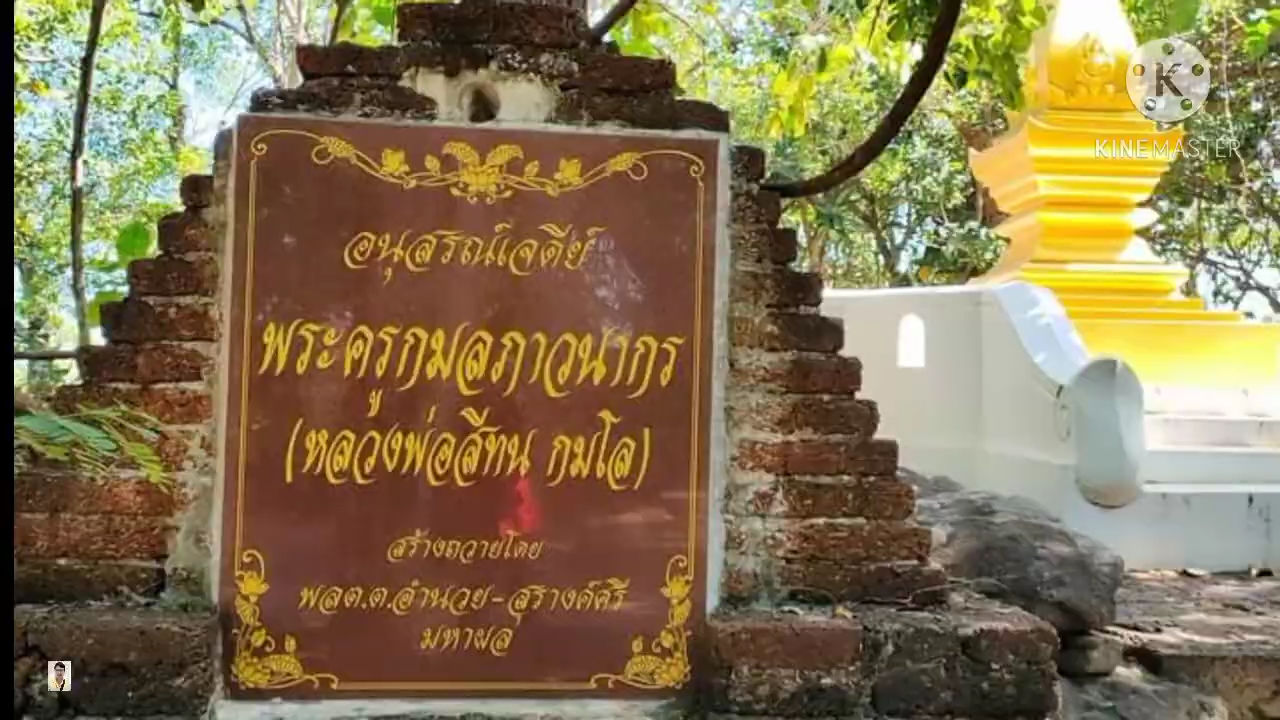 อนุสรณ์เจดีย์
พระครูกมลภาวนากร
(หลวงพ่อสีทน กมโล)
สร้างถวายโดย
พลต.ต.อำนวย-สุรางค์ศรี
มหาผล
K
KINEMASTER